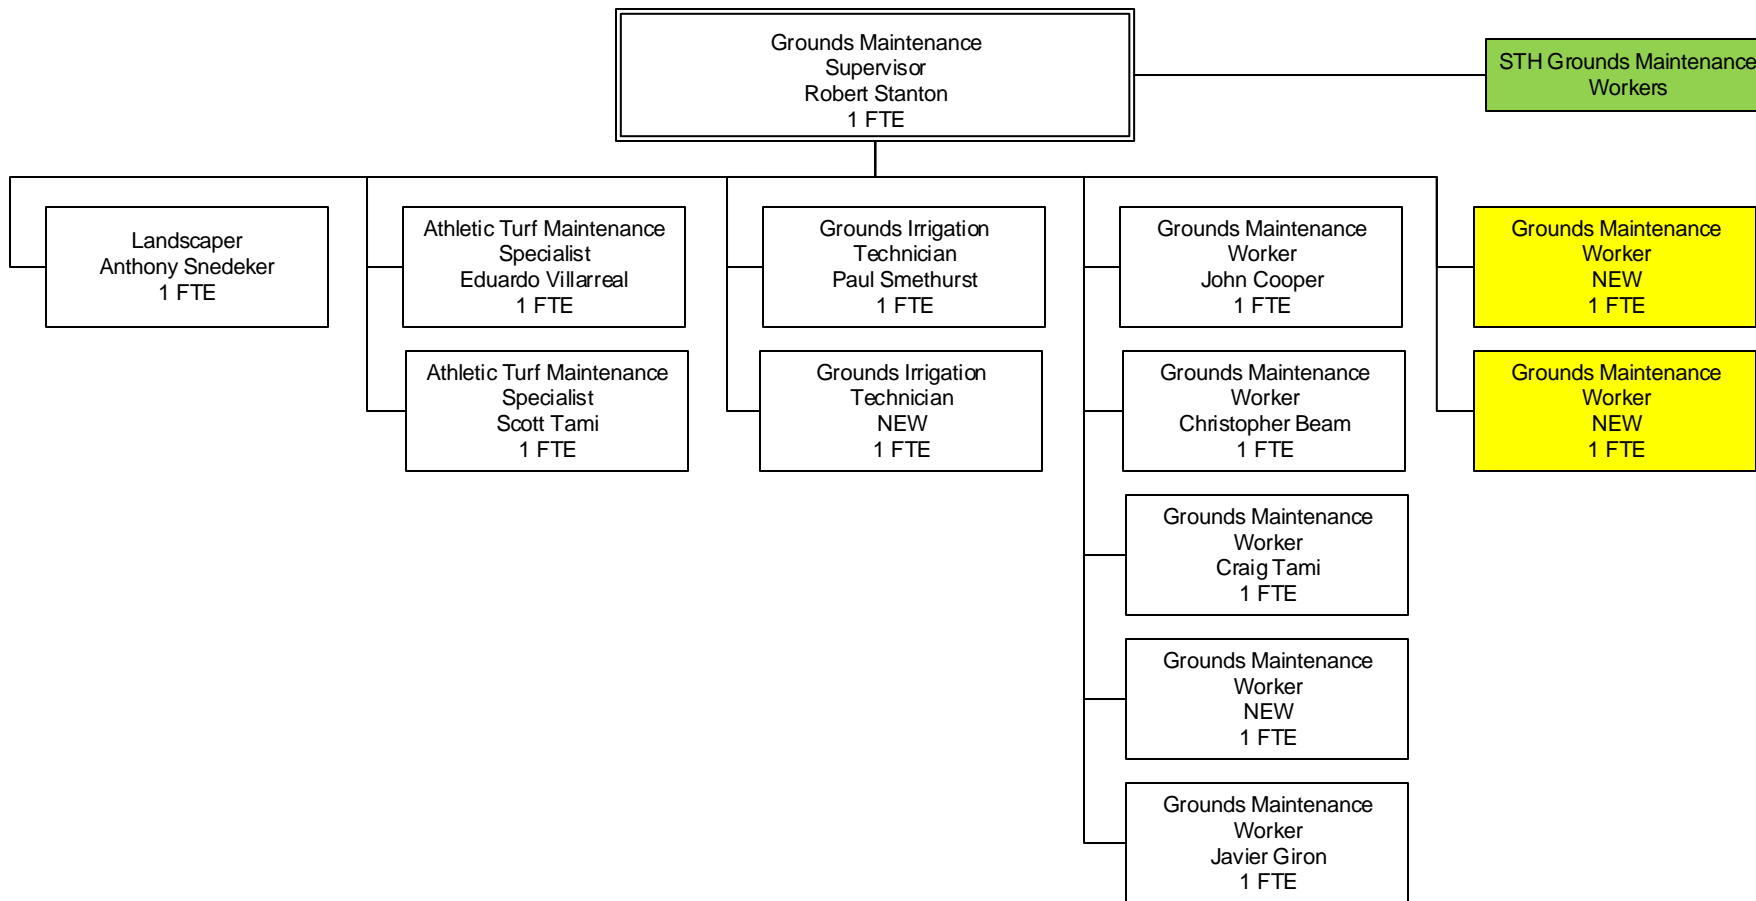 Grounds Maintenance
Supervisor
Robert Stanton
1 FTE
STH Grounds Maintenance
Workers
Landscaper
Anthony Snedeker
1 FTE
Athletic Turf Maintenance
Specialist
Eduardo Villarreal
1 FTE
Grounds Irrigation
Technician
Paul Smethurst
1 FTE
Grounds Maintenance
Worker
John Cooper
1 FTE
Grounds Maintenance
Worker
NEW
1 FTE
Athletic Turf Maintenance
Specialist
Scott Tami
1 FTE
Grounds Irrigation
Technician
NEW
1 FTE
Grounds Maintenance
Worker
Christopher Beam
1 FTE
Grounds Maintenance
Worker
NEW
1 FTE
Grounds Maintenance
Worker
Craig Tami
1 FTE
Grounds Maintenance
Worker
NEW
1 FTE
Grounds Maintenance
Worker
Javier Giron
1 FTE